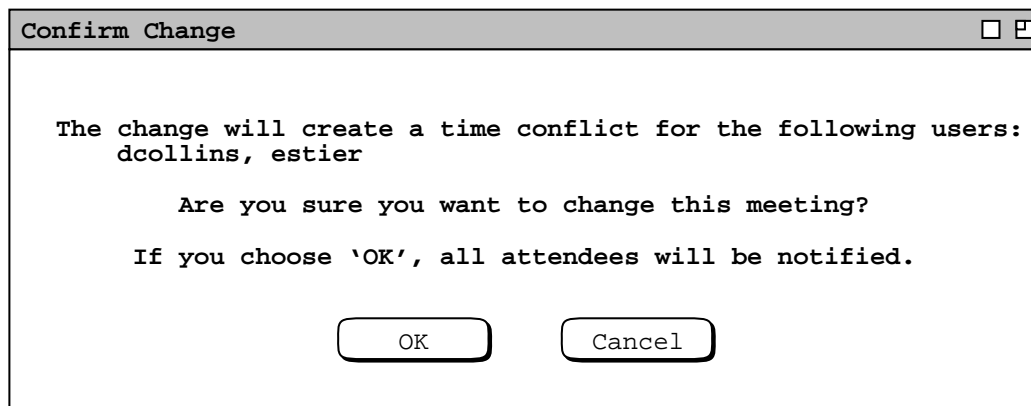 Confirm Change
The change will create a time conflict for the following users:
dcollins, estier
Are you sure you want to change this meeting?
If you choose ‘OK’, all attendees will be notified.
OK Cancel